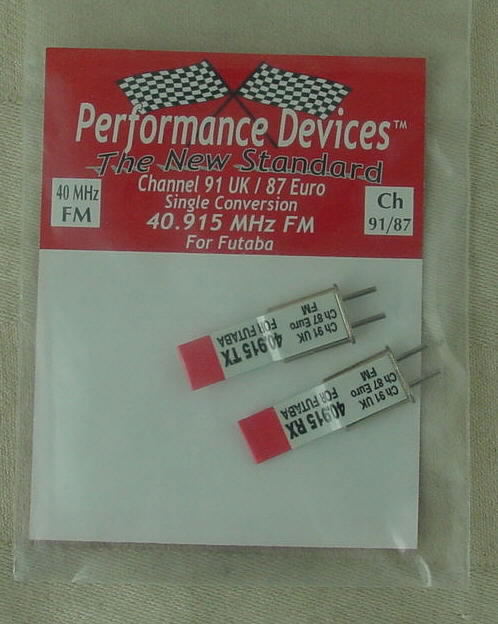 Performance Devices™
The New Standard
40 MHz
FM
Channel 91 UK / 87 Euro
Single Conversion
40.915 MHz FM
For Futaba
Ch
91/87
40.915 TX
FOR FUTABA
Ch 91 UK
Ch 87 Euro
FM
40.915 RX
FOR FUTABA
Ch 91 UK
Ch 87 Euro
FM